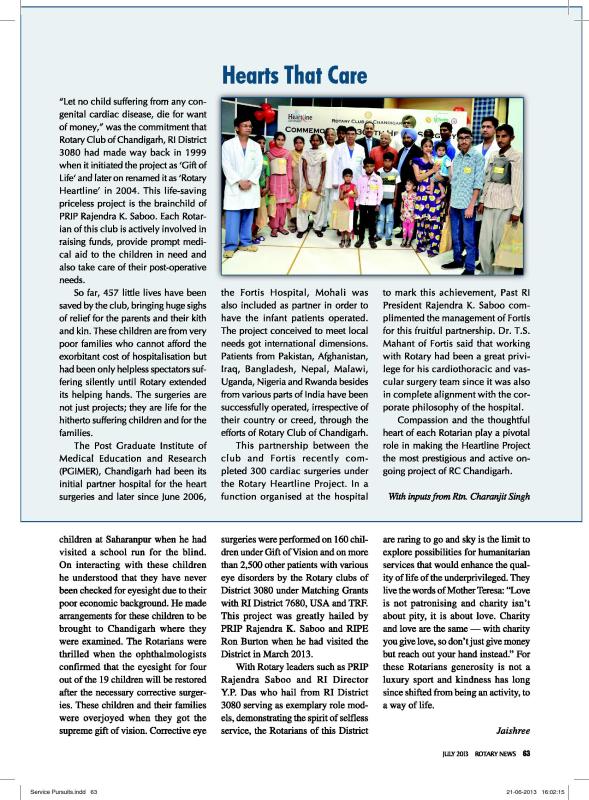 Hearts That Care
"Let no child suffering from any con-
genital cardiac disease, die for want
of money," was the commitment that
Rotary Club of Chandigarh, RI District
3080 had made way back in 1999
when it initiated the project as 'Gift of
Life' and later on renamed it as 'Rotary
Heartline' in 2004. This life-saving
priceless project is the brainchild of
PRIP Rajendra K. Saboo. Each Rotar-
ian of this club is actively involved in
raising funds, provide prompt medi-
cal aid to the children in need and
also take care of their post-operative
needs.
So far, 457 little lives have been
saved by the club, bringing huge sighs
of relief for the parents and their kith
and kin. These children are from very
poor families who cannot afford the
exorbitant cost of hospitalisation but
had been only helpless spectators suf-
fering silently until Rotary extended
its helping hands. The surgeries are
not just projects; they are life for the
hitherto suffering children and for the
families.
The Post Graduate Institute of
Medical Education and Research
(PGIMER), Chandigarh had been its
initial partner hospital for the heart
surgeries and later since June 2006,
Heartline
ROTARY CLUB OF CHANDIGARH
the Fortis Hospital, Mohali was
also included as partner in order to
have the infant patients operated.
The project conceived to meet local
needs got international dimensions.
Patients from Pakistan, Afghanistan,
Iraq, Bangladesh, Nepal, Malawi,
Uganda, Nigeria and Rwanda besides
from various parts of India have been
successfully operated, irrespective of
their country or creed, through the
efforts of Rotary Club of Chandigarh.
This partnership between the
club and Fortis recently com-
pleted 300 cardiac surgeries under
the Rotary Heartline Project. In a
function organised at the hospital
to mark this achievement, Past RI
President Rajendra K. Saboo com-
plimented the management of Fortis
for this fruitful partnership. Dr. T.S.
Mahant of Fortis said that working
with Rotary had been a great privi-
lege for his cardiothoracic and vas-
cular surgery team since it was also
in complete alignment with the cor-
porate philosophy of the hospital.
Compassion and the thoughtful
heart of each Rotarian play a pivotal
role in making the Heartline Project
the most prestigious and active on-
going project of RC Chandigarh.
With inputs from Rtn. Charanjit Singh
children at Saharanpur when he had
visited a school run for the blind.
On interacting with these children
he understood that they have never
been checked for eyesight due to their
poor economic background. He made
arrangements for these children to be
brought to Chandigarh where they
were examined. The Rotarians were
thrilled when the ophthalmologists
confirmed that the eyesight for four
out of the 19 children will be restored
after the necessary corrective surger-
ies. These children and their families
were overjoyed when they got the
supreme gift of vision. Corrective eye
surgeries were performed on 160 chil-
dren under Gift of Vision and on more
than 2,500 other patients with various
eye disorders by the Rotary clubs of
District 3080 under Matching Grants
with RI District 7680, USA and TRF.
This project was greatly hailed by
PRIP Rajendra K. Saboo and RIPE
Ron Burton when he had visited the
District in March 2013.
With Rotary leaders such as PRIP
Rajendra Saboo and RI Director
Y.P. Das who hail from RI District
3080 serving as exemplary role mod-
els, demonstrating the spirit of selfless
service, the Rotarians of this District
are raring to go and sky is the limit to
explore possibilities for humanitarian
services that would enhance the qual-
ity of life of the underprivileged. They
live the words of Mother Teresa: "Love
is not patronising and charity isn't
about pity, it is about love. Charity
and love are the same — with charity
you give love, so don't just give money
but reach out your hand instead." For
these Rotarians generosity is not a
luxury sport and kindness has long
since shifted from being an activity, to
a way of life.
Jaishree
JULY 2013 ROTARY NEWS 63
Service Pursuits.indd 63
21-06-2013 16:02:15